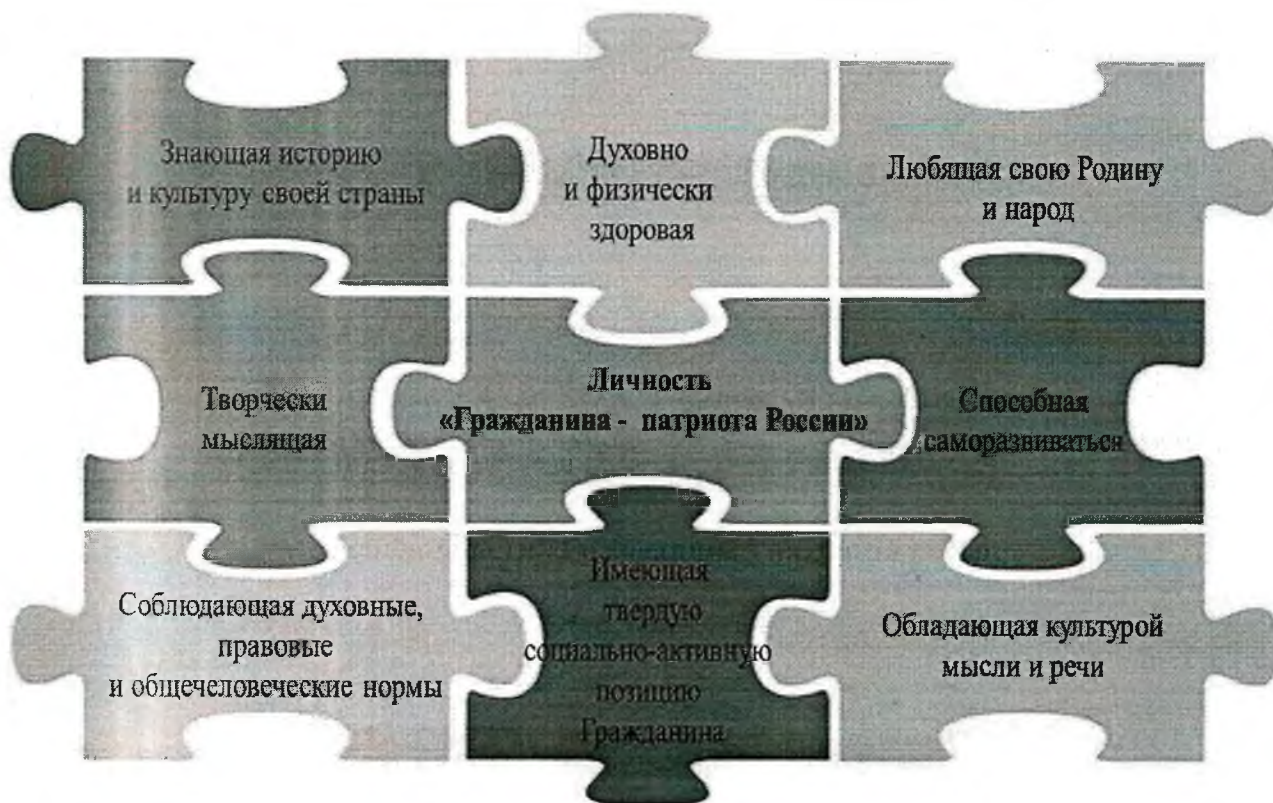 Знающая историю
и культуру своей страны
Духовно
и физически
здоровая
Любящая свою Родину
и народ
Творчески
мыслящая
Личность
«Гражданина - патриота России»
Способная
саморазвиваться
Соблюдающая духовные,
правовые
и общечеловеческие нормы
Имеющая
твердую
социально-активную
позицию
Гражданина
Обладающая культурой
мысли и речи